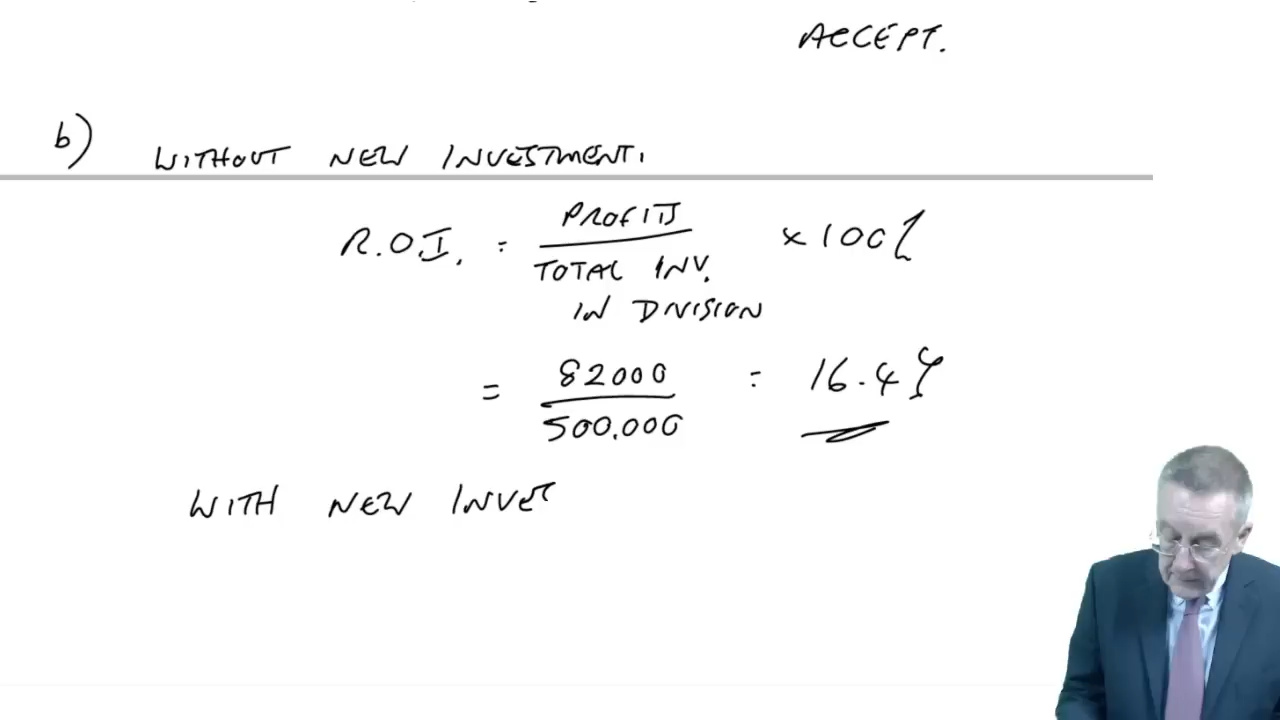 ACCEPT.
b) WITHOUT NEW INVESTMENT.
R.O.I. = PROFITS / TOTAL INV. IN DIVISION × 100%
= 82000 / 500.000 = 16.4%
WITH NEW INVES